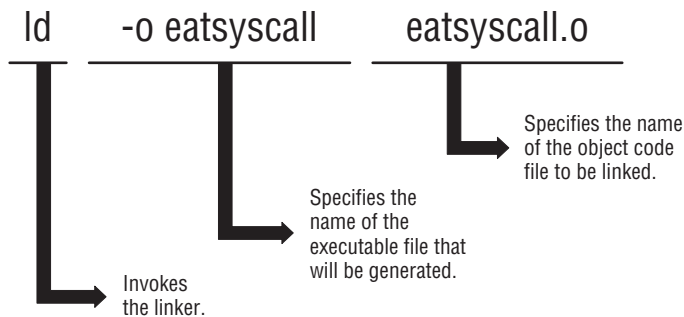 ld -o eatsyscall eatsyscall.o
Specifies the name
of the object code
file to be linked.
Specifies the
name of the
executable file that
will be generated.
Invokes
the linker.